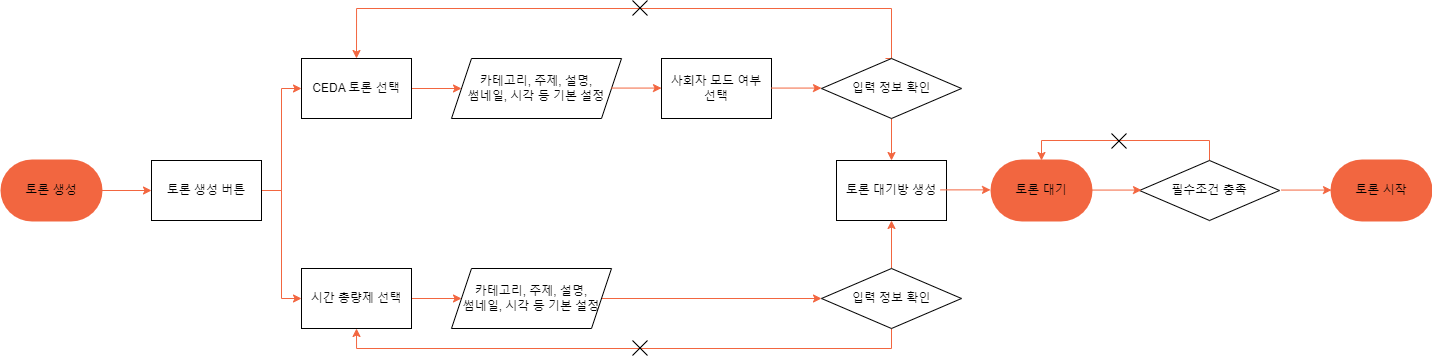 CEDA 토론 선택
카테고리, 주제, 설명,
썸네일, 시각 등 기본 설정
사회자 모드 여부
선택
입력 정보 확인
토론 생성
토론 생성 버튼
토론 대기방 생성
토론 대기
필수조건 충족
토론 시작
시간 총량제 선택
카테고리, 주제, 설명,
썸네일, 시각 등 기본 설정
입력 정보 확인